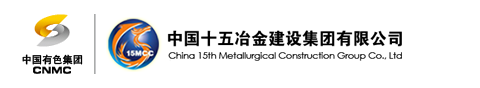 中国有色集团
CNMC
15MCC
中国十五冶金建设集团有限公司
China 15th Metallurgical Construction Group Co., Ltd